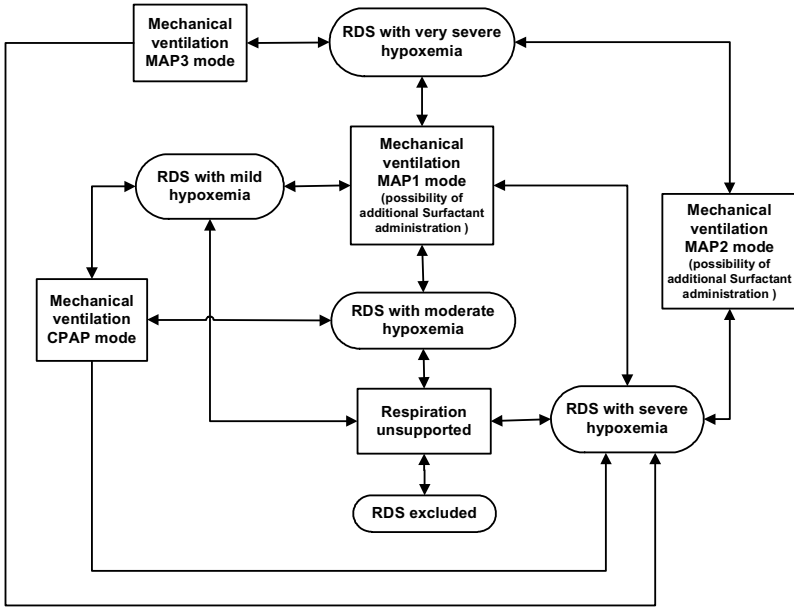 Mechanical
ventilation
MAP3 mode
RDS with very severe
hypoxemia
Mechanical
ventilation
MAP1 mode
(possibility of
additional Surfactant
administration )
RDS with mild
hypoxemia
Mechanical
ventilation
MAP2 mode
(possibility of
additional Surfactant
administration )
Mechanical
ventilation
CPAP mode
RDS with moderate
hypoxemia
Respiration
unsupported
RDS with severe
hypoxemia
RDS excluded